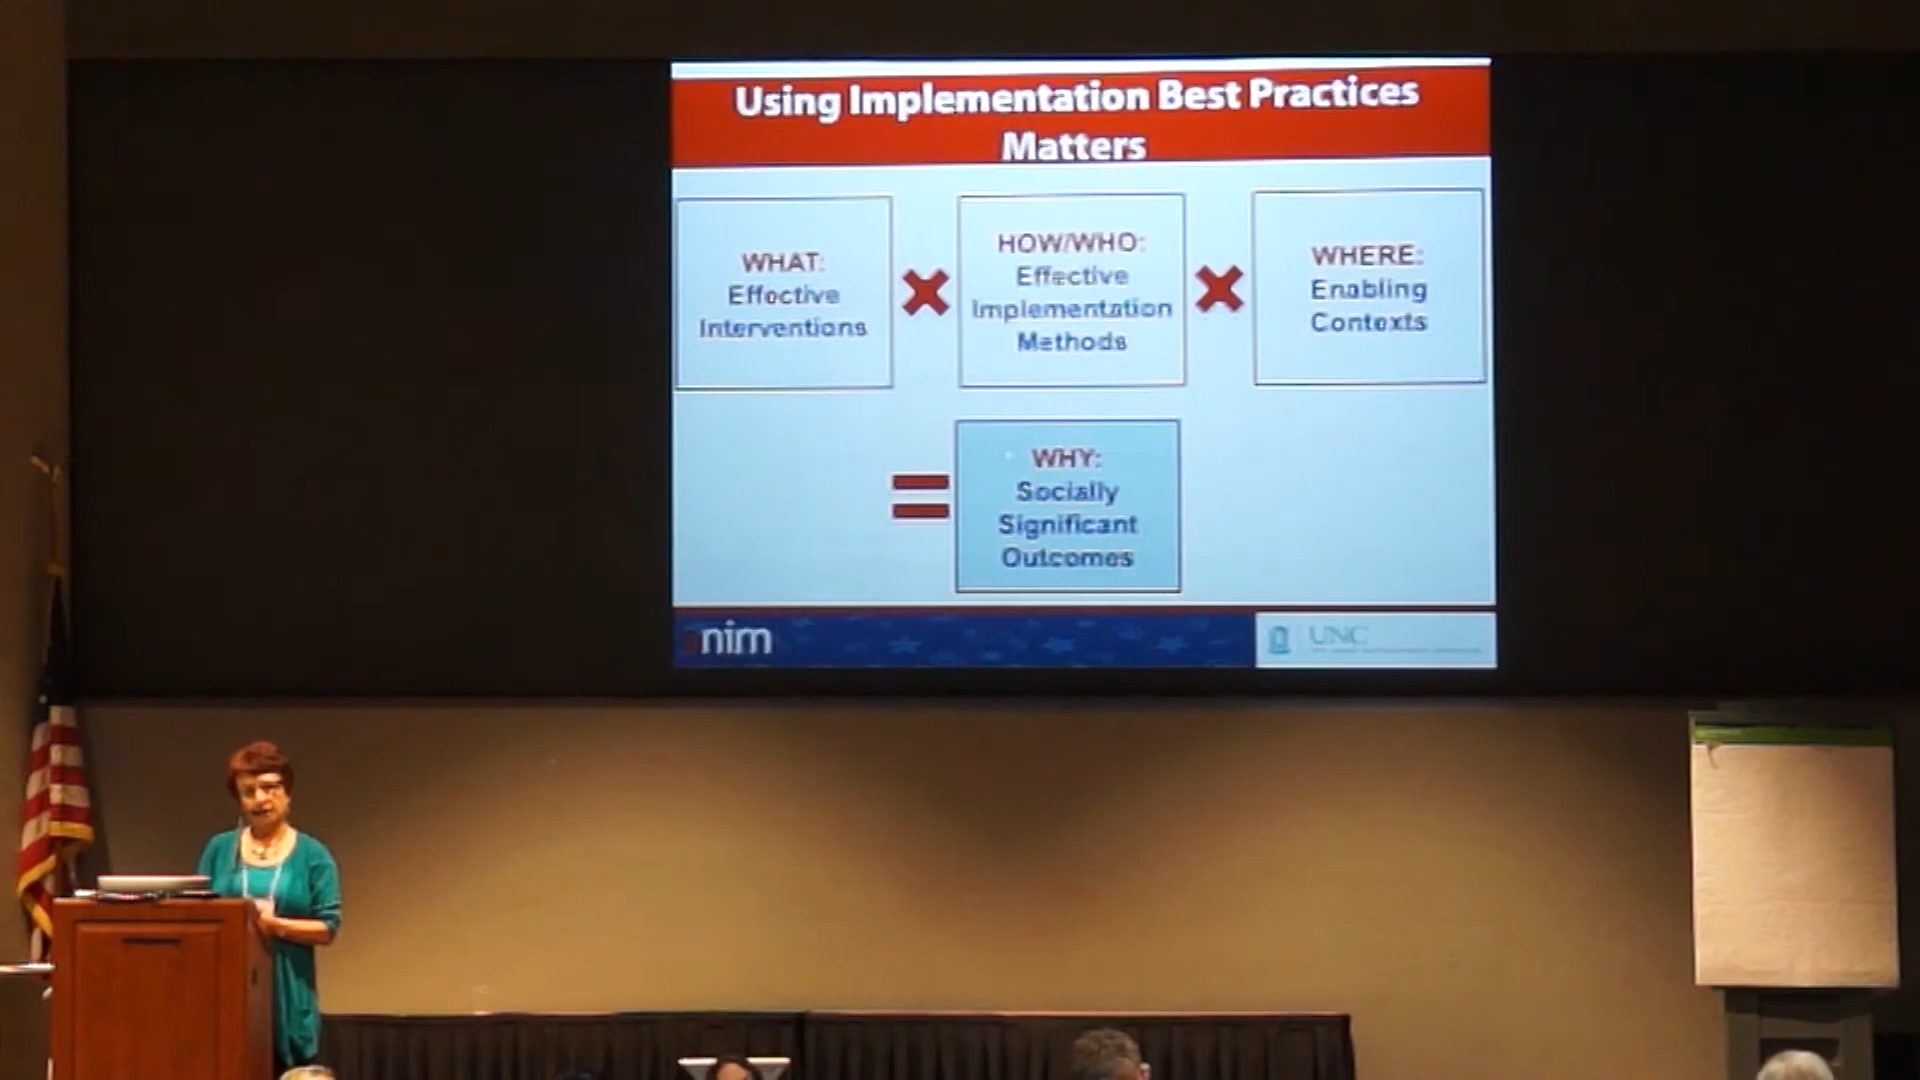 Using Implementation Best Practices
Matters
WHAT:
Effective
Interventions
HOW/WHO:
Effective
Implementation
Methods
WHERE:
Enabling
Contexts
WHY:
Socially
Significant
Outcomes
nim
UNC